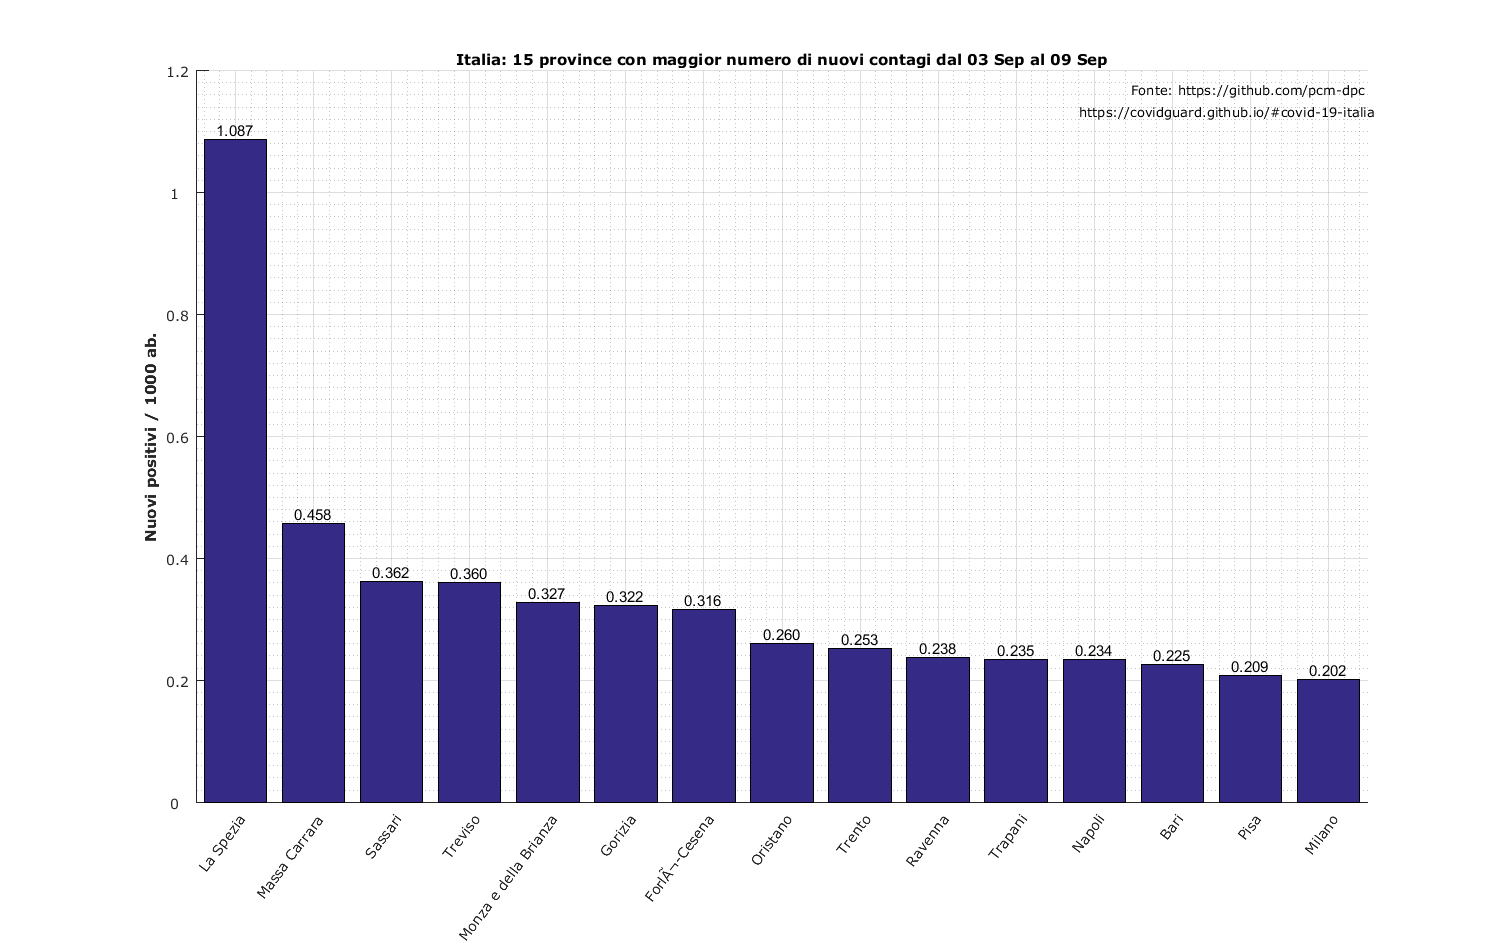 Italia: 15 province con maggior numero di nuovi contagi dal 03 Sep al 09 Sep
Fonte: https://github.com/pcm-dpc
https://covidguard.github.io/#covid-19-italia
Nuovi positivi / 1000 ab.
1.2
1
0.8
0.6
0.4
0.2
0
1.087
0.458
0.362
0.360
0.327
0.322
0.316
0.260
0.253
0.238
0.235
0.234
0.225
0.209
0.202
La Spezia
Massa Carrara
Sassari
Treviso
Monza e della Brianza
Gorizia
ForlÃ¬-Cesena
Oristano
Trento
Ravenna
Trapani
Napoli
Bari
Pisa
Milano